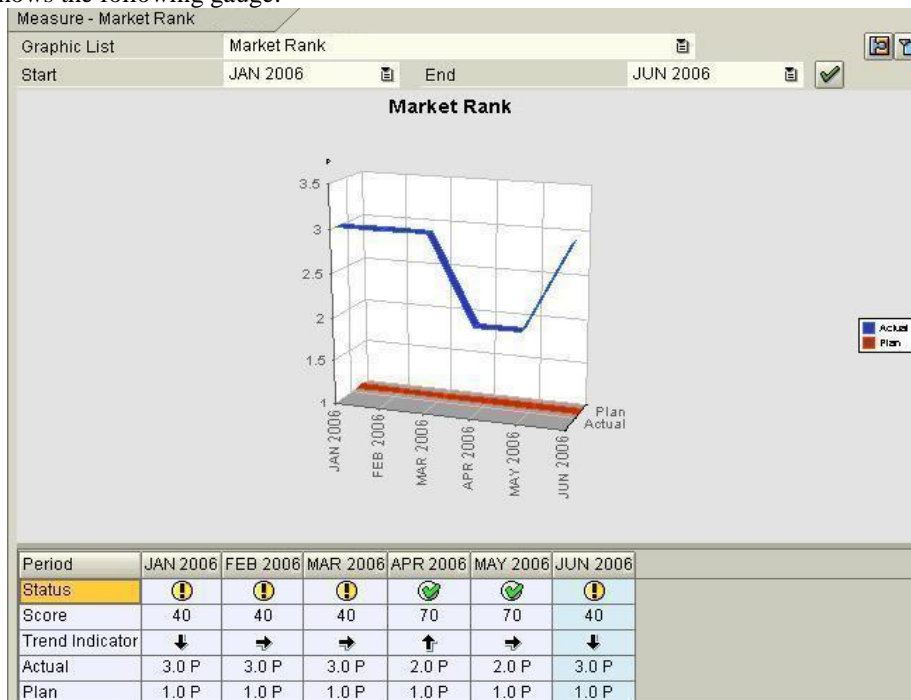 shows the following gauge:
Measure - Market Rank
Graphic List Market Rank
Start JAN 2006 End JUN 2006
Market Rank
P
3.5
3
2.5
2
1.5
1
Actual
Plan
Plan
Actual
JAN 2006 FEB 2006 MAR 2006 APR 2006 MAY 2006 JUN 2006
Period JAN 2006 FEB 2006 MAR 2006 APR 2006 MAY 2006 JUN 2006
Status
Score 40 40 40 70 70 40
Trend Indicator
Actual 3.0 P 3.0 P 3.0 P 2.0 P 2.0 P 3.0 P
Plan 1.0 P 1.0 P 1.0 P 1.0 P 1.0 P 1.0 P